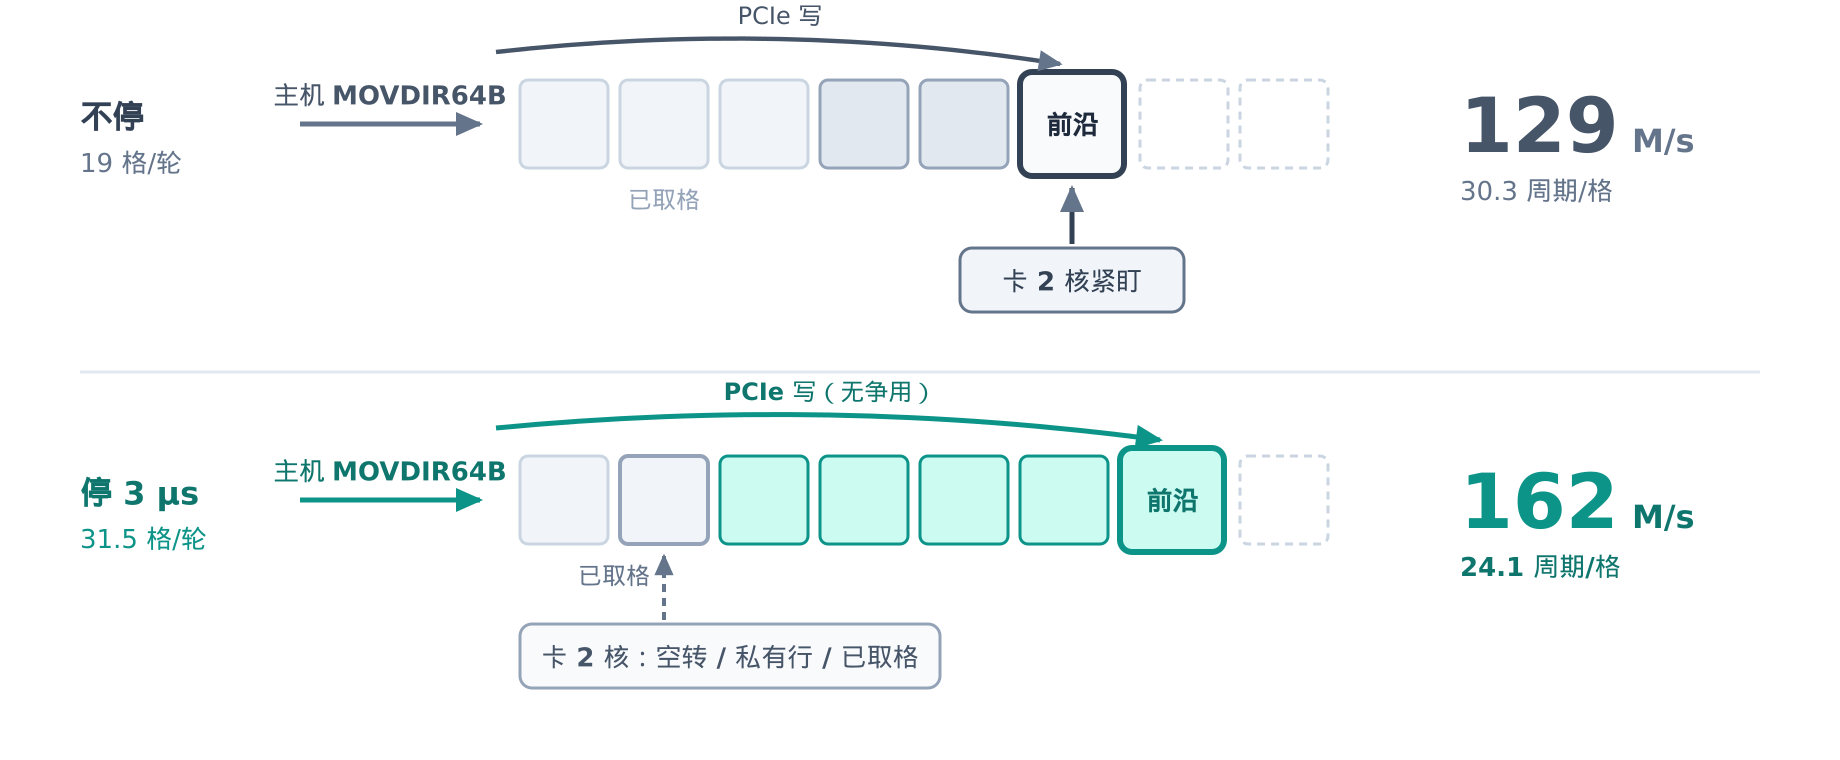 PCIe 写
不停
19 格/轮
主机 MOVDIR64B
前沿
已取格
卡 2 核紧盯
129 M/s
30.3 周期/格
PCIe 写（无争用）
停 3 μs
31.5 格/轮
主机 MOVDIR64B
前沿
已取格
卡 2 核：空转 / 私有行 / 已取格
162 M/s
24.1 周期/格